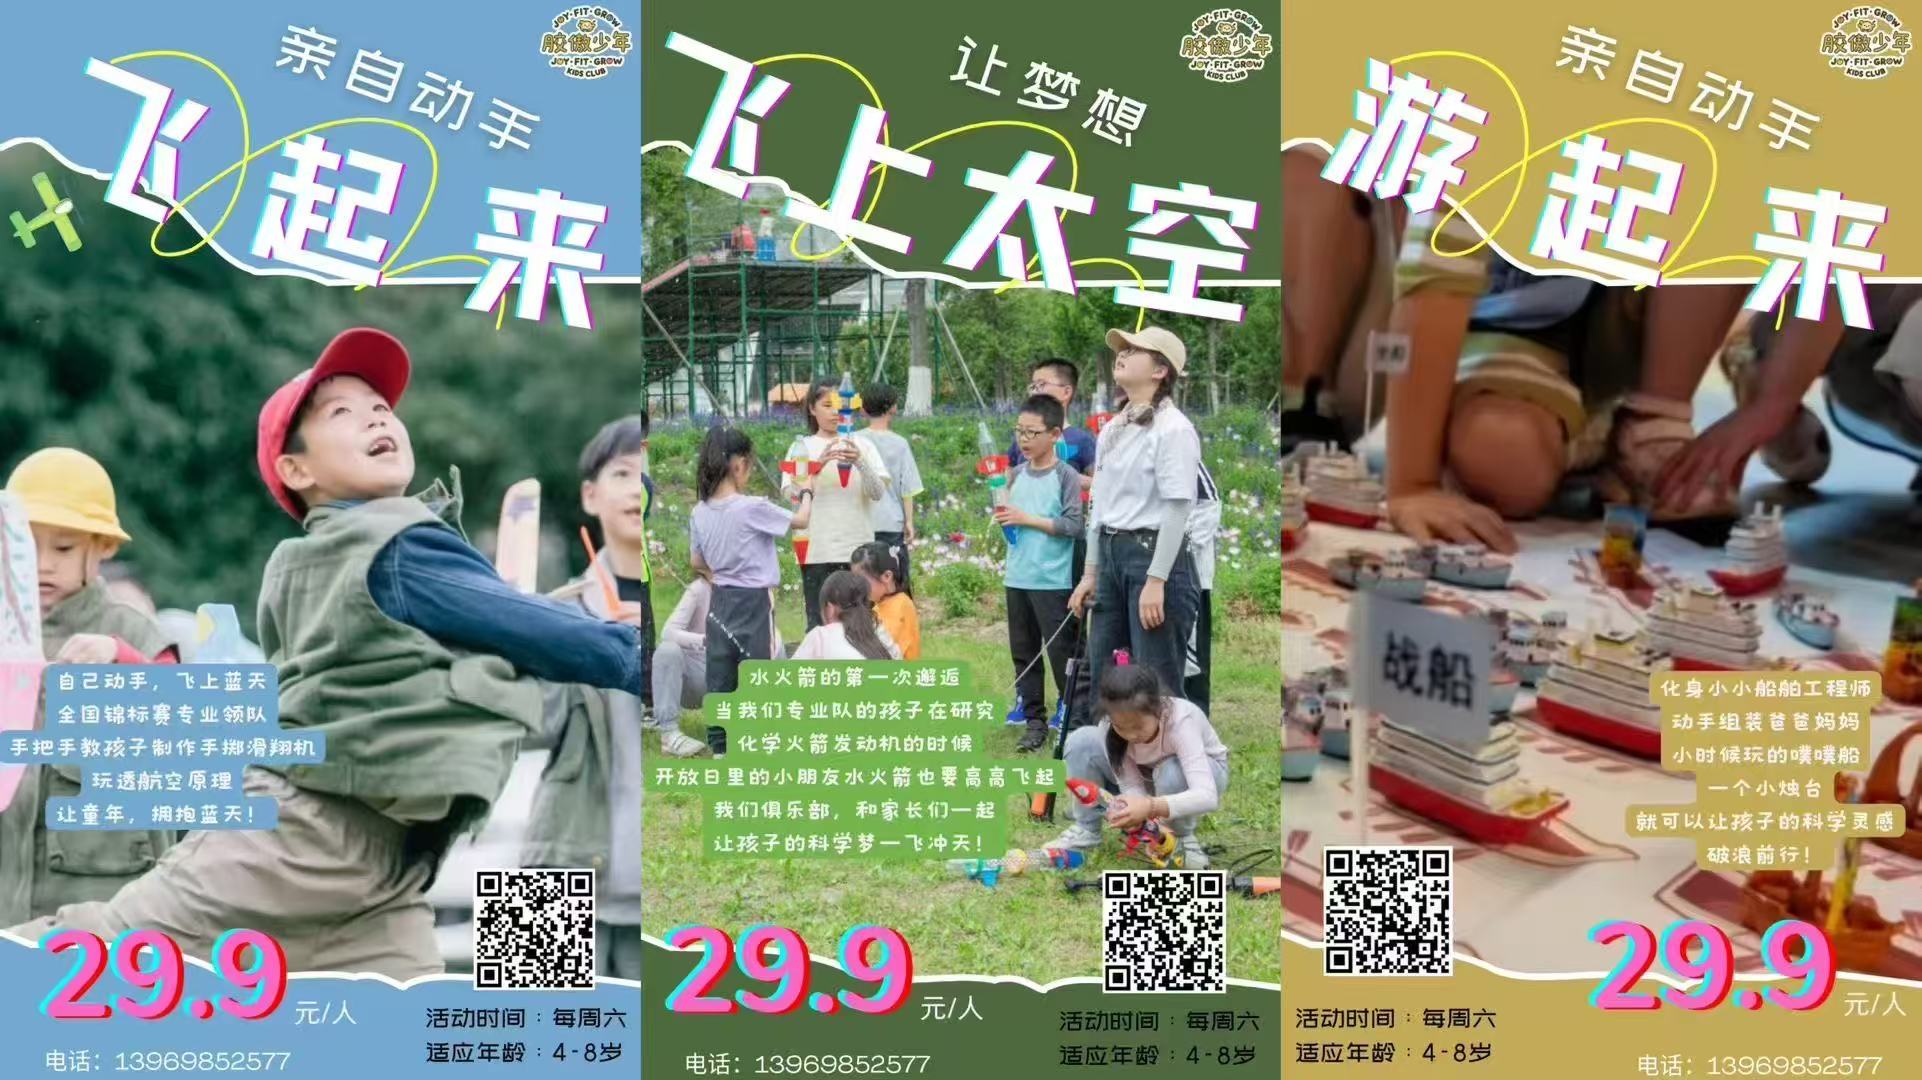 亲自动手
飞起来
JOY·FIT·GROW
胶傲少年
JOY·FIT·GROW
KIDS CLUB
自己动手，飞上蓝天
全国锦标赛专业领队
手把手教孩子制作手掷滑翔机
玩透航空原理
让童年，拥抱蓝天！
29.9元/人
活动时间：每周六
适应年龄：4-8岁
电话：13969852577
让梦想
飞上太空
JOY·FIT·GROW
胶傲少年
JOY·FIT·GROW
KIDS CLUB
水火箭的第一次邂逅
当我们专业队的孩子在研究
化学火箭发动机的时候
开放日里的小朋友水火箭也要高高飞起
我们俱乐部，和家长们一起
让孩子的科学梦一飞冲天！
29.9元/人
活动时间：每周六
适应年龄：4-8岁
电话：13969852577
亲自动手
游起来
JOY·FIT·GROW
胶傲少年
JOY·FIT·GROW
KIDS CLUB
战船
化身小小船舶工程师
动手组装爸爸妈妈
小时候玩的噗噗船
一个小烛台
就可以让孩子的科学灵感
破浪前行！
29.9元/人
活动时间：每周六
适应年龄：4-8岁
电话：13969852577